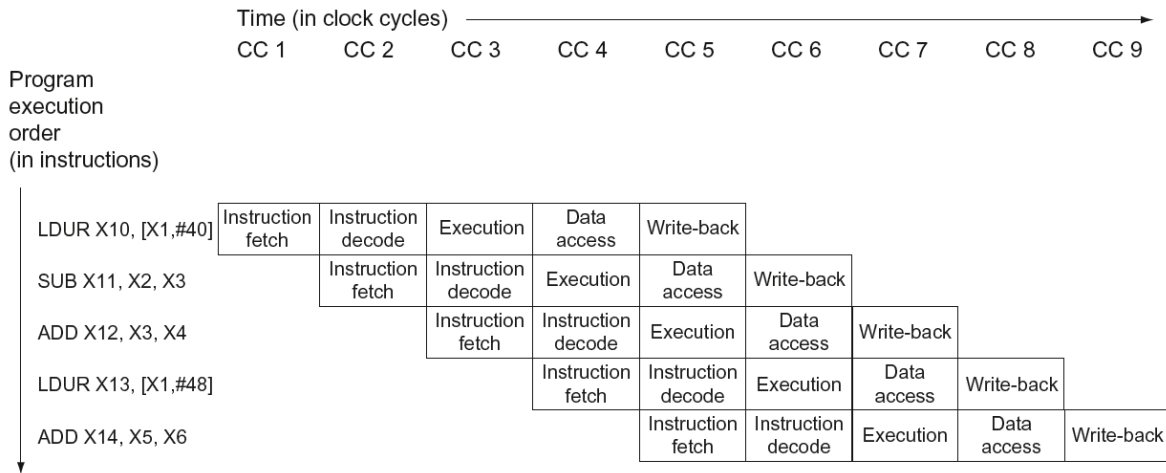 Time (in clock cycles)
CC 1 CC 2 CC 3 CC 4 CC 5 CC 6 CC 7 CC 8 CC 9
Program
execution
order
(in instructions)
LDUR X10, [X1,#40] Instruction fetch Instruction decode Execution Data access Write-back
SUB X11, X2, X3 Instruction fetch Instruction decode Execution Data access Write-back
ADD X12, X3, X4 Instruction fetch Instruction decode Execution Data access Write-back
LDUR X13, [X1,#48] Instruction fetch Instruction decode Execution Data access Write-back
ADD X14, X5, X6 Instruction fetch Instruction decode Execution Data access Write-back